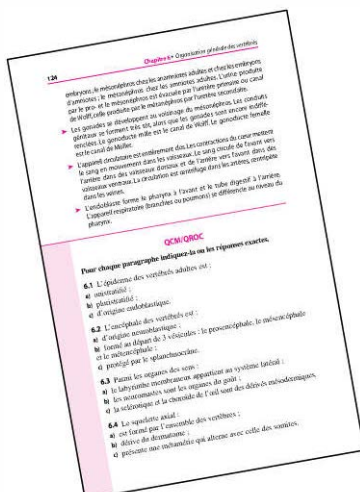 124
Chapitre 6 • Organisation générale des vertébrés
embryons, le mésonéphros chez les anamniotes adultes et chez les embryons
d'amniotes ; le métanéphros chez les amniotes adultes. L'urine produite
par le pro- et le mésonéphros est évacuée par l'uretère primaire ou canal
de Wolff, celle produite par le métanéphros par l'uretère secondaire.
➤ Les gonades se développent au voisinage du mésonéphros. Les conduits
génitaux se forment très tôt, alors que les gonades sont encore indiffé-
renciées. Le gonoducte mâle est le canal de Wolff. Le gonoducte femelle
est le canal de Müller.
➤ L'appareil circulatoire est entièrement clos. Les contractions du cœur mettent
le sang en mouvement dans les vaisseaux. Le sang circule de l'avant vers
l'arrière dans des vaisseaux dorsaux et de l'arrière vers l'avant dans des
vaisseaux ventraux. La circulation est centrifuge dans les artères, centripète
dans les veines.
➤ L'endoblaste forme le pharynx à l'avant et le tube digestif à l'arrière.
L'appareil respiratoire (branchies ou poumons) se différencie au niveau du
pharynx.
QCM/QROC
Pour chaque paragraphe indiquez-la ou les réponses exactes.
6.1 L'épiderme des vertébrés adultes est :
a) unistratifié ;
b) pluristratifié ;
c) d'origine endoblastique.
6.2 L'encéphale des vertébrés est :
a) d'origine neuroblastique ;
b) formé au départ de 3 vésicules : le prosencéphale, le mésencéphale
et le métencéphale ;
c) protégé par le splanchnocrâne.
6.3 Parmi les organes des sens :
a) le labyrinthe membraneux appartient au système latéral ;
b) les neuromastes sont les organes du goût ;
c) la sclérotique et la choroïde de l'œil sont des dérivés mésodermiques.
6.4 Le squelette axial :
a) est formé par l'ensemble des vertèbres ;
b) dérive du dermatome ;
c) présente une métamérie qui alterne avec celle des somites.